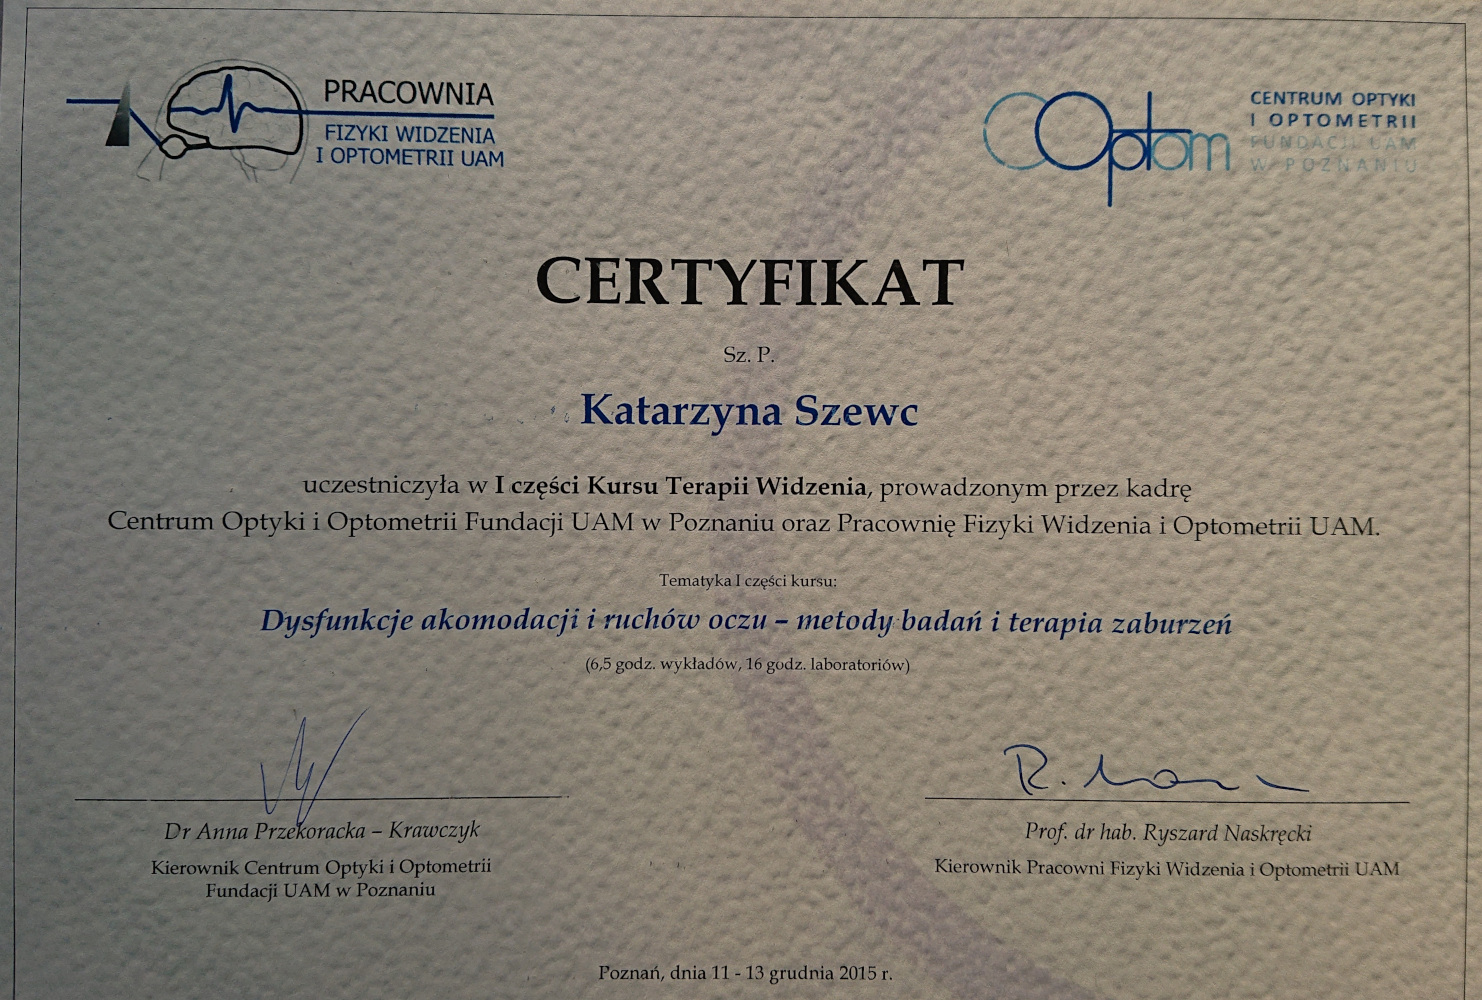 PRACOWNIA
FIZYKI WIDZENIA
I OPTOMETRII UAM
COptom
CENTRUM OPTYKI
I OPTOMETRII
FUNDACJI UAM
W POZNANIU
CERTYFIKAT
Sz. P.
Katarzyna Szewc
uczestniczyła w I części Kursu Terapii Widzenia, prowadzonym przez kadrę
Centrum Optyki i Optometrii Fundacji UAM w Poznaniu oraz Pracownię Fizyki Widzenia i Optometrii UAM.
Tematyka I części kursu:
Dysfunkcje akomodacji i ruchów oczu – metody badań i terapia zaburzeń
(6,5 godz. wykładów, 16 godz. laboratoriów)
Dr Anna Przekoracka – Krawczyk
Kierownik Centrum Optyki i Optometrii
Fundacji UAM w Poznaniu
Prof. dr hab. Ryszard Naskręcki
Kierownik Pracowni Fizyki Widzenia i Optometrii UAM
Poznań, dnia 11 - 13 grudnia 2015 r.